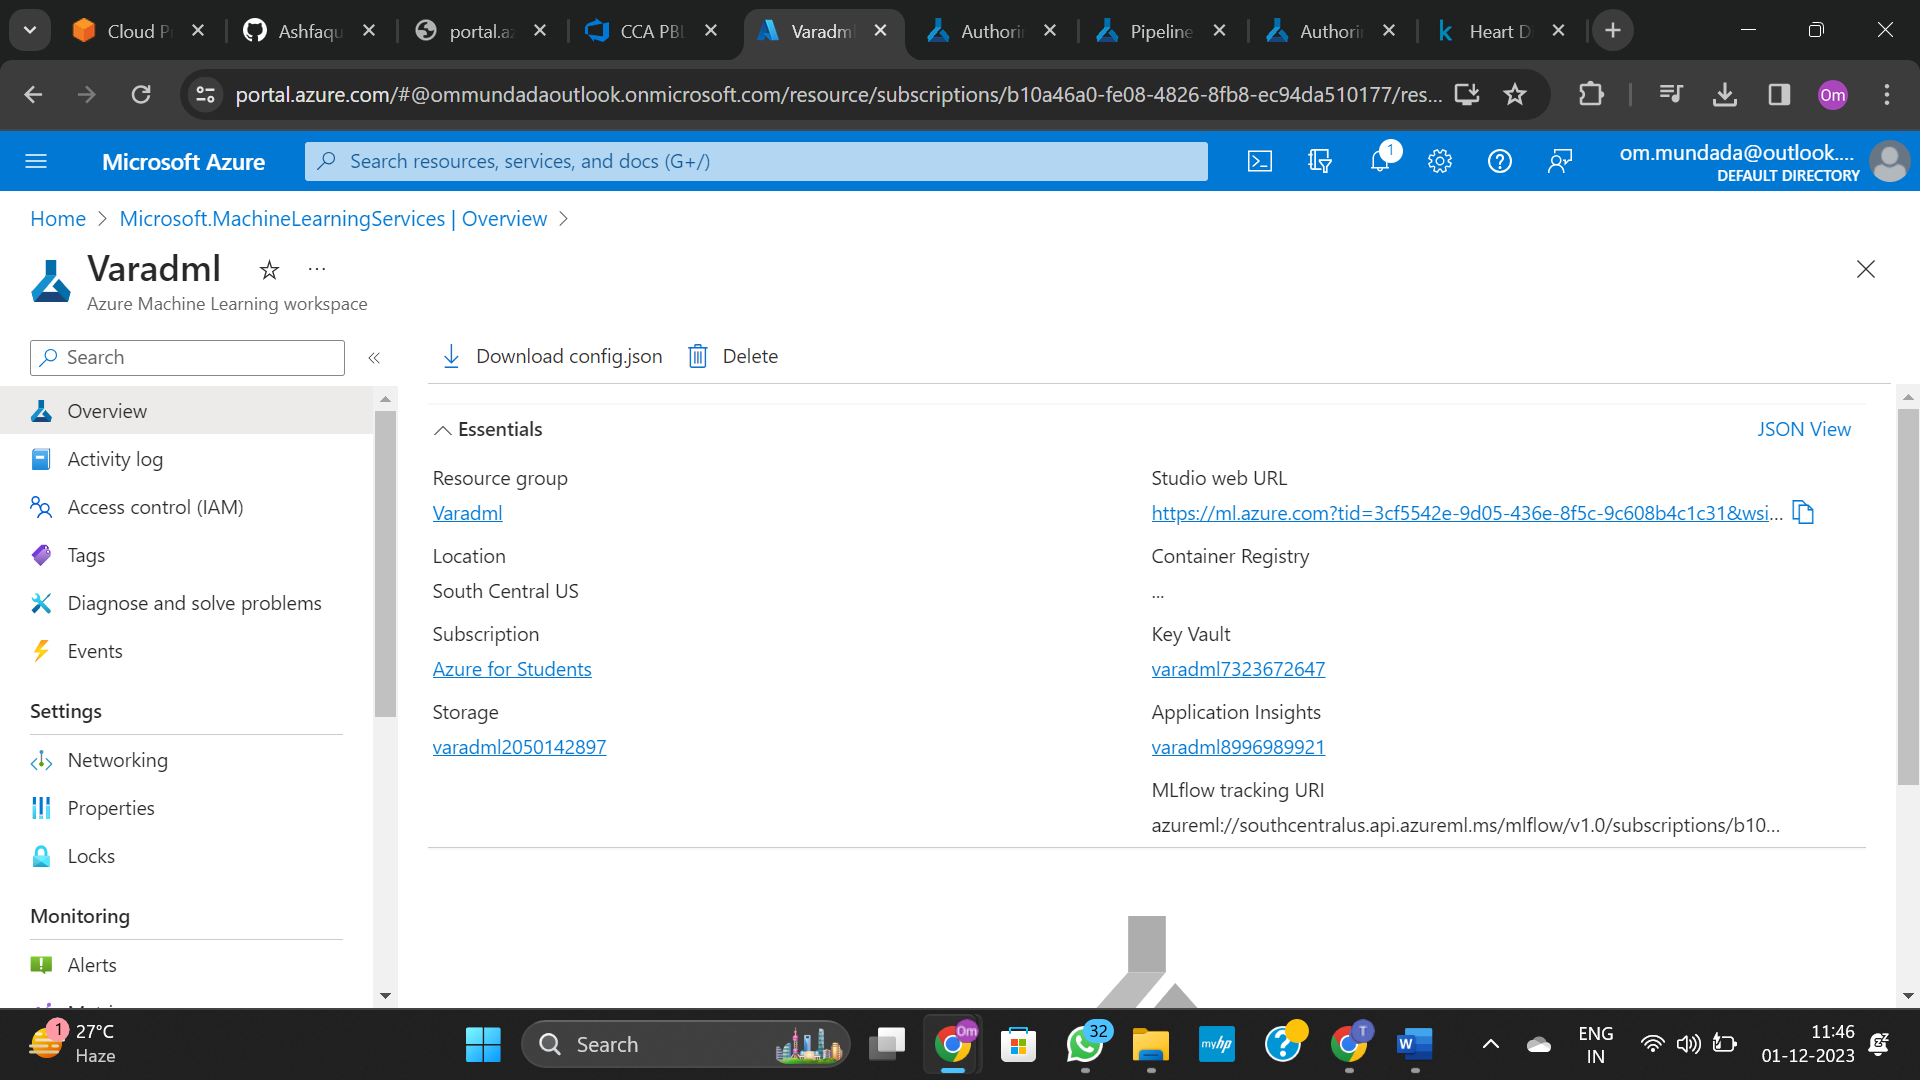 Cloud P
Ashfaqu
portal.az
CCA PBL
Varadml
Authorin
Pipeline
Authorin
Heart D
portal.azure.com/#@ommundadaoutlook.onmicrosoft.com/resource/subscriptions/b10a46a0-fe08-4826-8fb8-ec94da510177/res...
Om
Microsoft Azure
Search resources, services, and docs (G+/)
1
om.mundada@outlook....
DEFAULT DIRECTORY
Home > Microsoft.MachineLearningServices | Overview >
Varadml
...
Azure Machine Learning workspace
Search
«
Download config.json
Delete
Overview
Activity log
Access control (IAM)
Tags
Diagnose and solve problems
Events
Settings
Networking
Properties
Locks
Monitoring
Alerts
Essentials
JSON View
Resource group
Varadml
Location
South Central US
Subscription
Azure for Students
Storage
varadml2050142897
Studio web URL
https://ml.azure.com?tid=3cf5542e-9d05-436e-8f5c-9c608b4c1c31&wsi...
Container Registry
...
Key Vault
varadml7323672647
Application Insights
varadml8996989921
MLflow tracking URI
azureml://southcentralus.api.azureml.ms/mlflow/v1.0/subscriptions/b10...
1
27°C
Haze
Search
Om
32
myhp
T
W
ENG
IN
11:46
01-12-2023